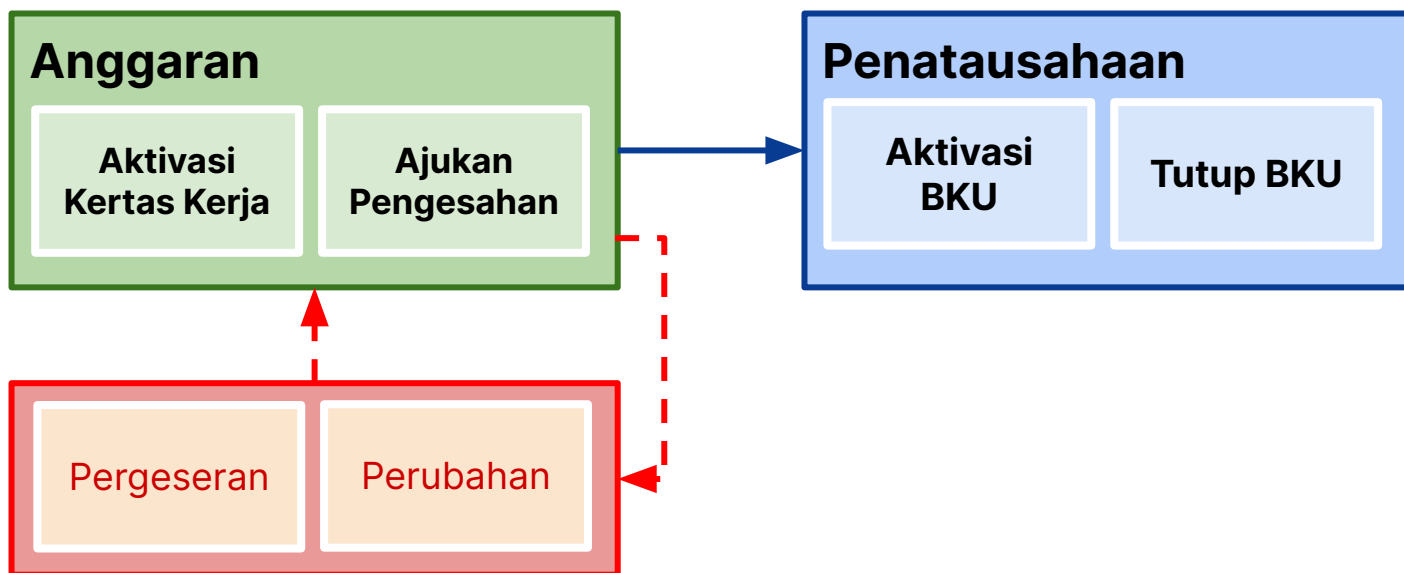 Anggaran
Aktivasi
Kertas Kerja
Ajukan
Pengesahan
Penatausahaan
Aktivasi
BKU
Tutup BKU
Pergeseran
Perubahan